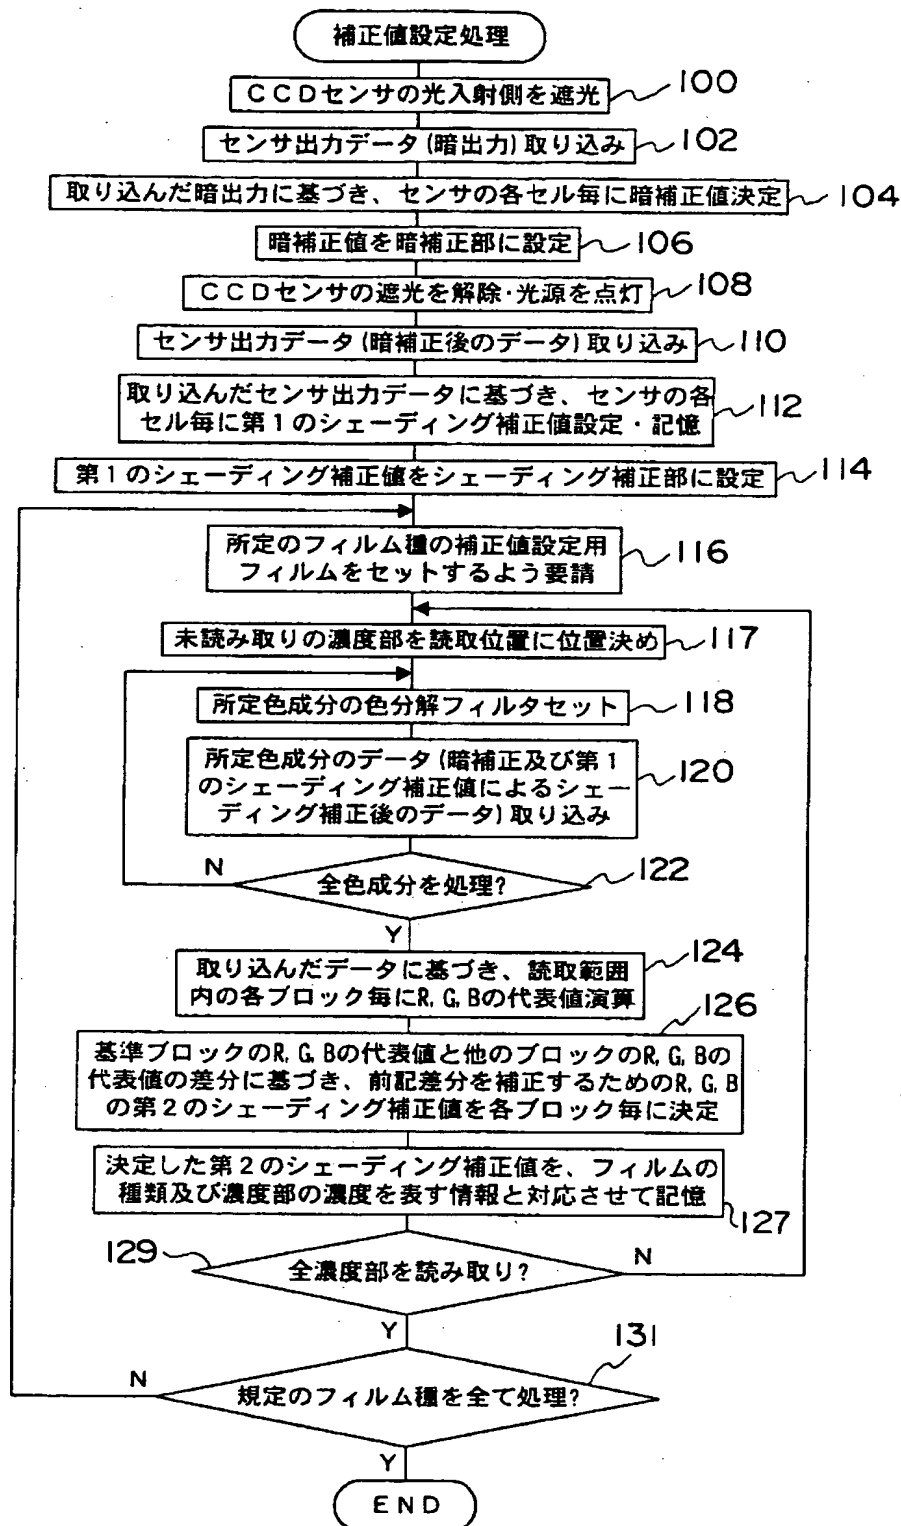 補正値設定処理
CCDセンサの光入射側を遮光
100
センサ出力データ(暗出力)取り込み
102
取り込んだ暗出力に基づき、センサの各セル毎に暗補正値決定
104
暗補正値を暗補正部に設定
106
CCDセンサの遮光を解除・光源を点灯
108
センサ出力データ(暗補正後のデータ)取り込み
110
取り込んだセンサ出力データに基づき、センサの各
セル毎に第1のシェーディング補正値設定・記憶
112
第1のシェーディング補正値をシェーディング補正部に設定
114
所定のフィルム種の補正値設定用
フィルムをセットするよう要請
116
未読み取りの濃度部を読取位置に位置決め
117
所定色成分の色分解フィルタセット
118
所定色成分のデータ(暗補正及び第1
のシェーディング補正値によるシェー
ディング補正後のデータ)取り込み
120
N
全色成分を処理?
122
Y
124
取り込んだデータに基づき、読取範囲
内の各ブロック毎にR,G,Bの代表値演算
126
基準ブロックのR,G,Bの代表値と他のブロックのR,G,Bの
代表値の差分に基づき、前記差分を補正するためのR,G,B
の第2のシェーディング補正値を各ブロック毎に決定
決定した第2のシェーディング補正値を、フィルムの
種類及び濃度部の濃度を表す情報と対応させて記憶
127
129
全濃度部を読み取り?
N
Y
131
N
規定のフィルム種を全て処理?
Y
END